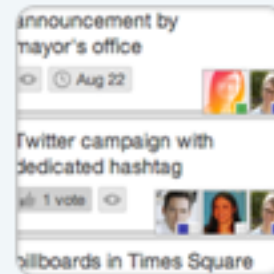 announcement by
mayor's office
Aug 22
Twitter campaign with
dedicated hashtag
1 vote
billboards in Times Square